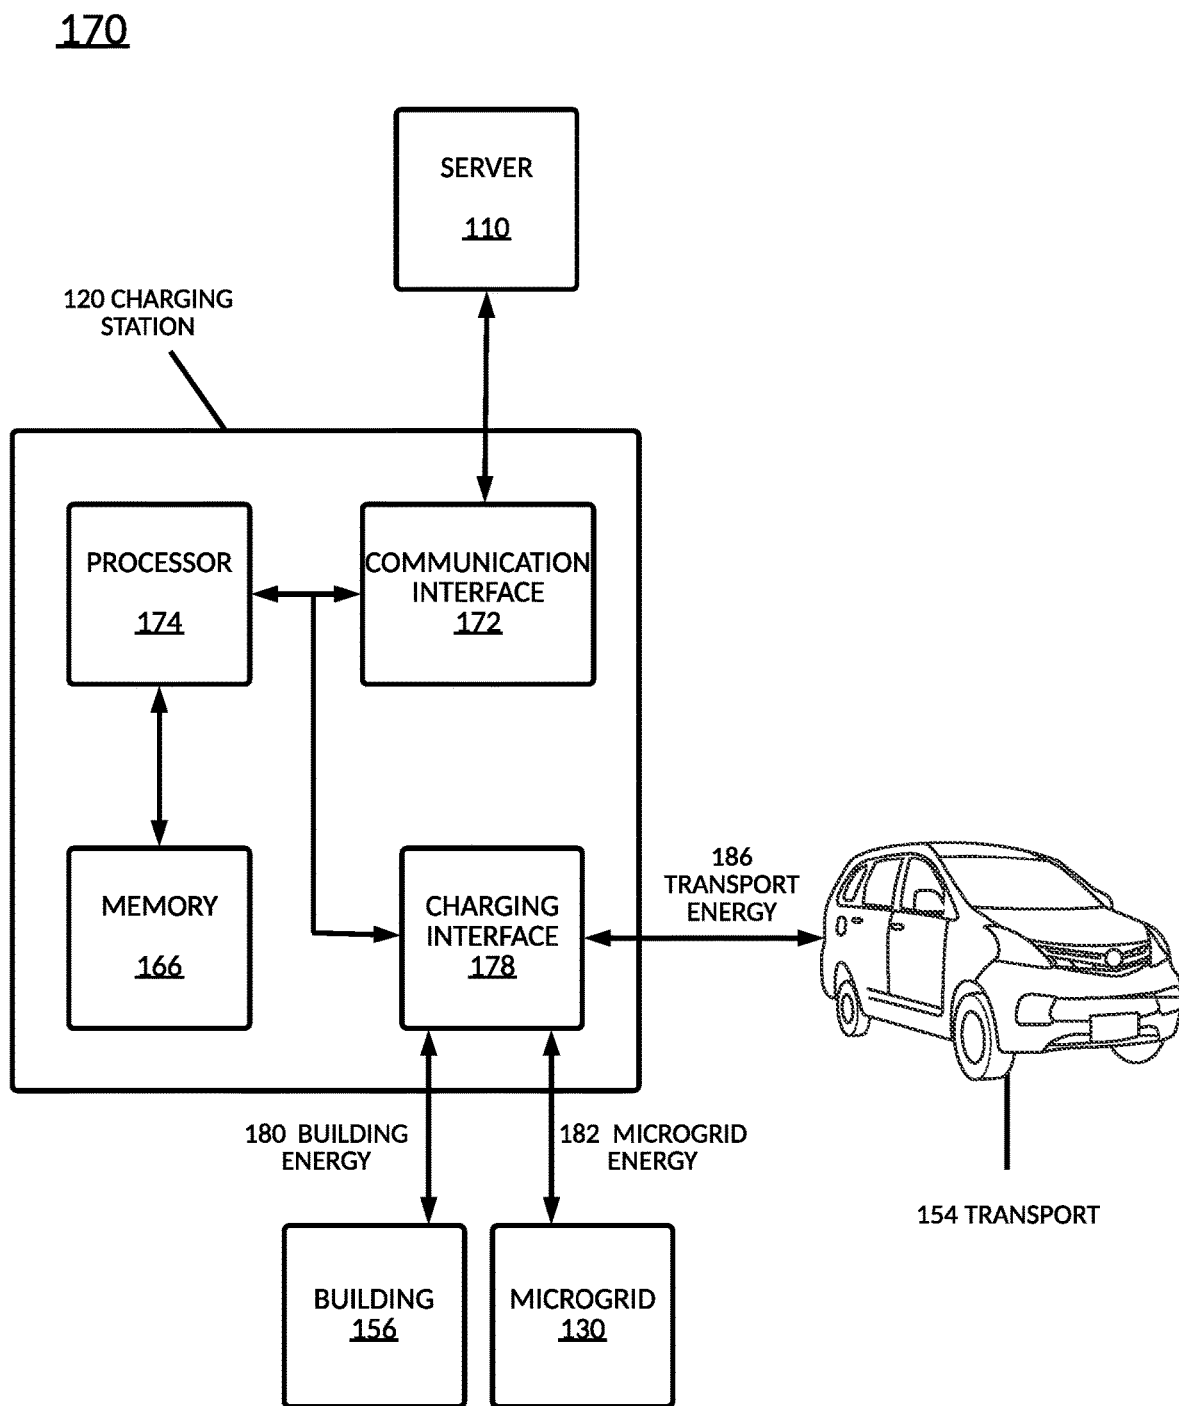 170
SERVER
110
120 CHARGING
STATION
PROCESSOR
174
COMMUNICATION
INTERFACE
172
MEMORY
166
CHARGING
INTERFACE
178
186
TRANSPORT
ENERGY
180 BUILDING
ENERGY
182 MICROGRID
ENERGY
154 TRANSPORT
BUILDING
156
MICROGRID
130